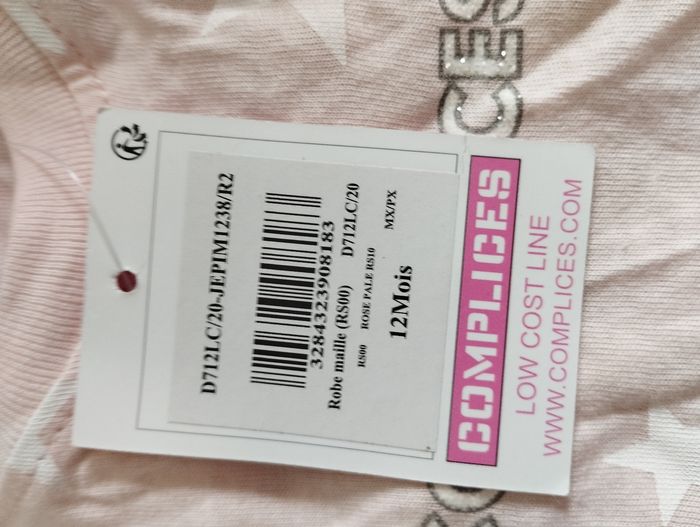 D712LC/20-JEPIM1238/R2
3284323908183
Robe maille (RS00) D712LC/20
RS00 ROSE PALE RS10 MX/PX
12Mois
COMPLICES
LOW COST LINE
WWW.COMPLICES.COM
CES